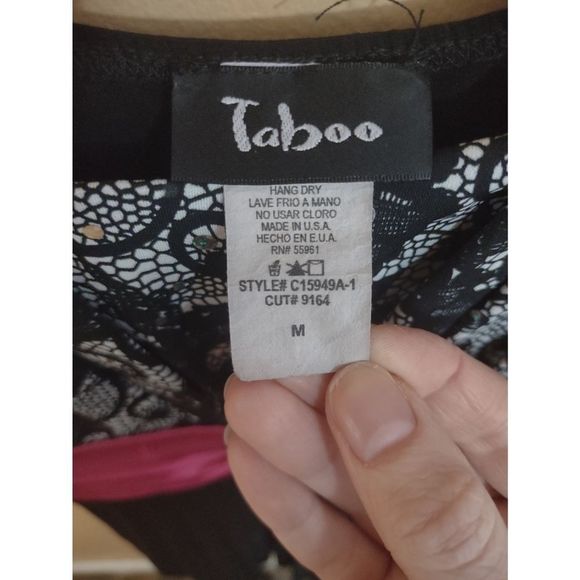 Taboo
HANG DRY
LAVE FRIO A MANO
NO USAR CLORO
MADE IN U.S.A.
HECHO EN E.U.A.
RN# 55961
STYLE# C15949A-1
CUT# 9164
M